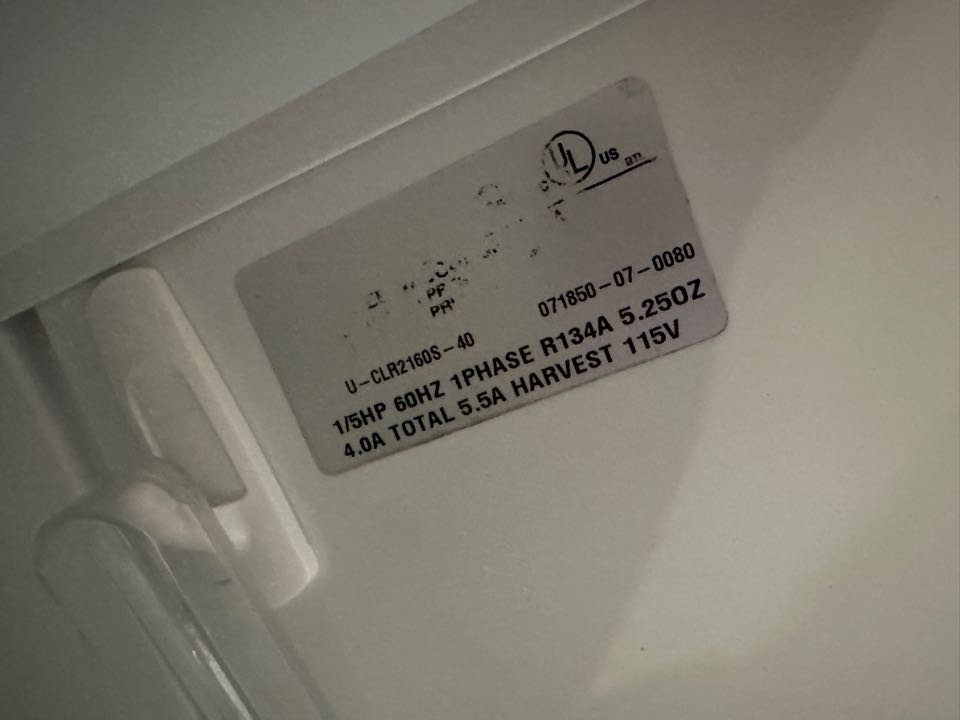 UL US
U-CLR2160S-40 071850-07-0080
1/5HP 60HZ 1PHASE R134A 5.25OZ
4.0A TOTAL 5.5A HARVEST 115V